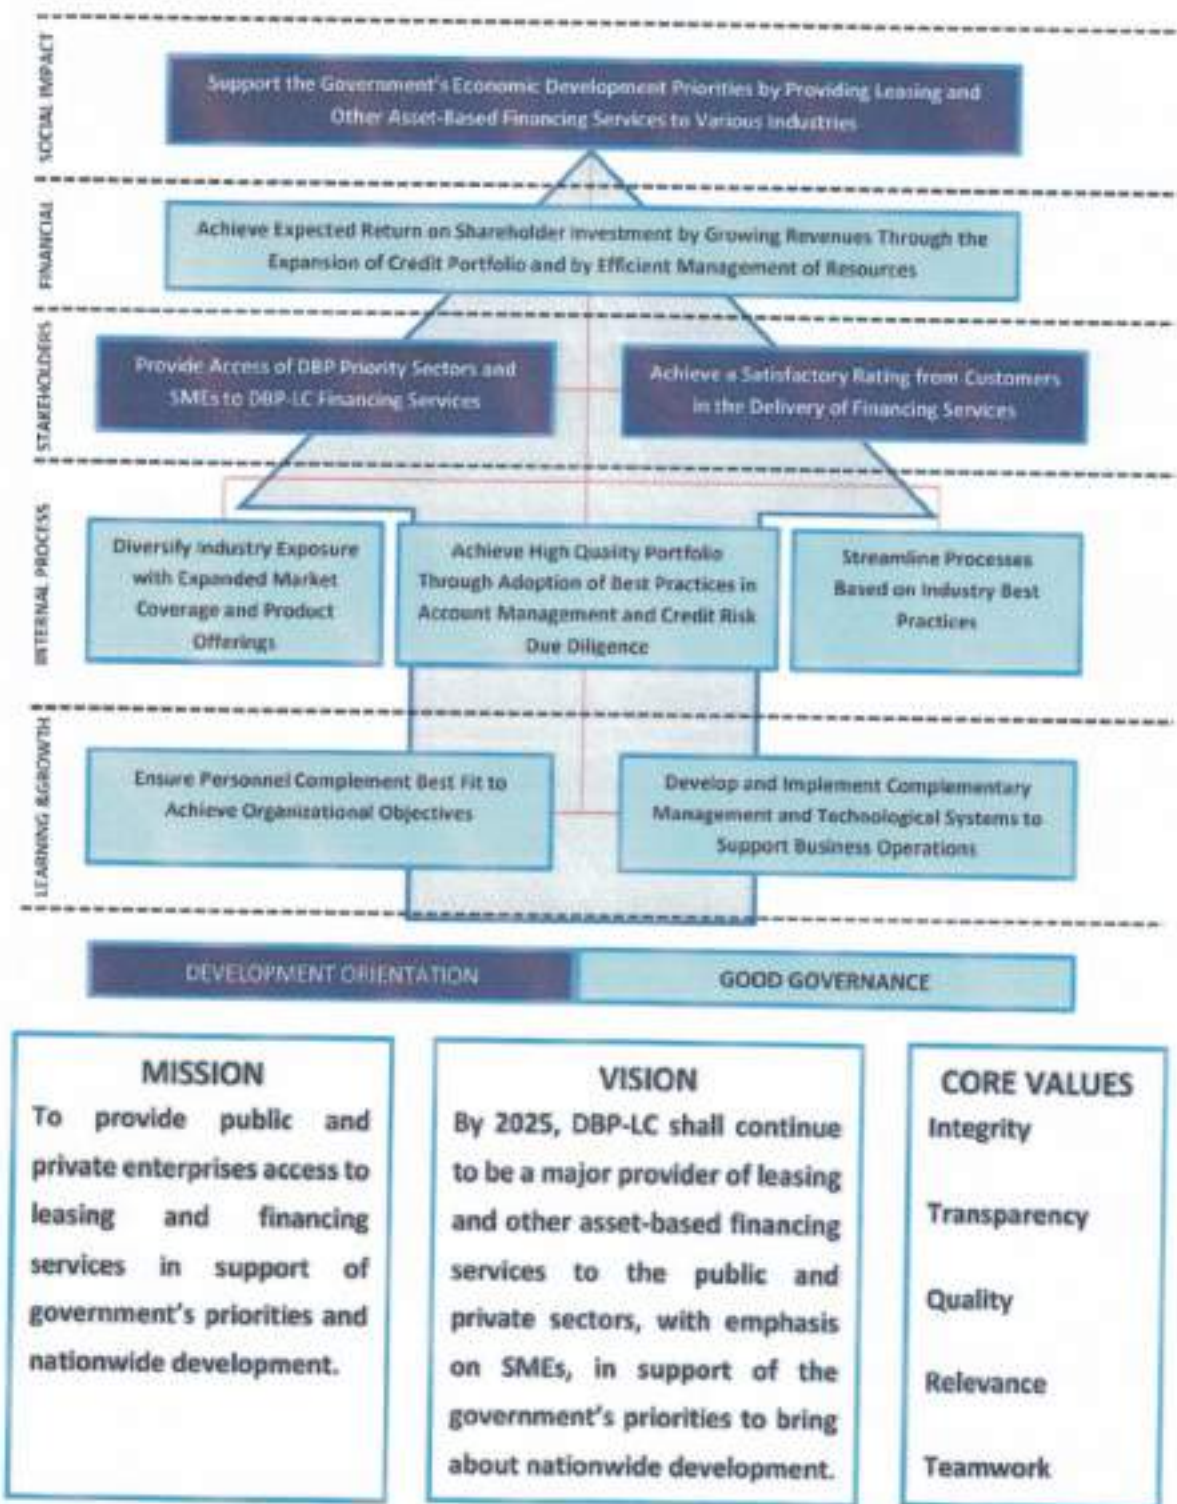 SOCIAL IMPACT
Support the Government's Economic Development Priorities by Providing Leasing and
Other Asset-Based Financing Services to Various Industries
FINANCIAL
Achieve Expected Return on Shareholder Investment by Growing Revenues Through the
Expansion of Credit Portfolio and by Efficient Management of Resources
STAKEHOLDERS
Provide Access of DBP Priority Sectors and
SMEs to DBP-LC Financing Services
Achieve a Satisfactory Rating from Customers
in the Delivery of Financing Services
INTERNAL PROCESS
Diversify Industry Exposure
with Expanded Market
Coverage and Product
Offerings
Achieve High Quality Portfolio
Through Adoption of Best Practices in
Account Management and Credit Risk
Due Diligence
Streamline Processes
Based on Industry Best
Practices
LEARNING &GROWTH
Ensure Personnel Complement Best Fit to
Achieve Organizational Objectives
Develop and Implement Complementary
Management and Technological Systems to
Support Business Operations
DEVELOPMENT ORIENTATION
GOOD GOVERNANCE
MISSION
To provide public and
private enterprises access to
leasing and financing
services in support of
government's priorities and
nationwide development.
VISION
By 2025, DBP-LC shall continue
to be a major provider of leasing
and other asset-based financing
services to the public and
private sectors, with emphasis
on SMEs, in support of the
government's priorities to bring
about nationwide development.
CORE VALUES
Integrity
Transparency
Quality
Relevance
Teamwork